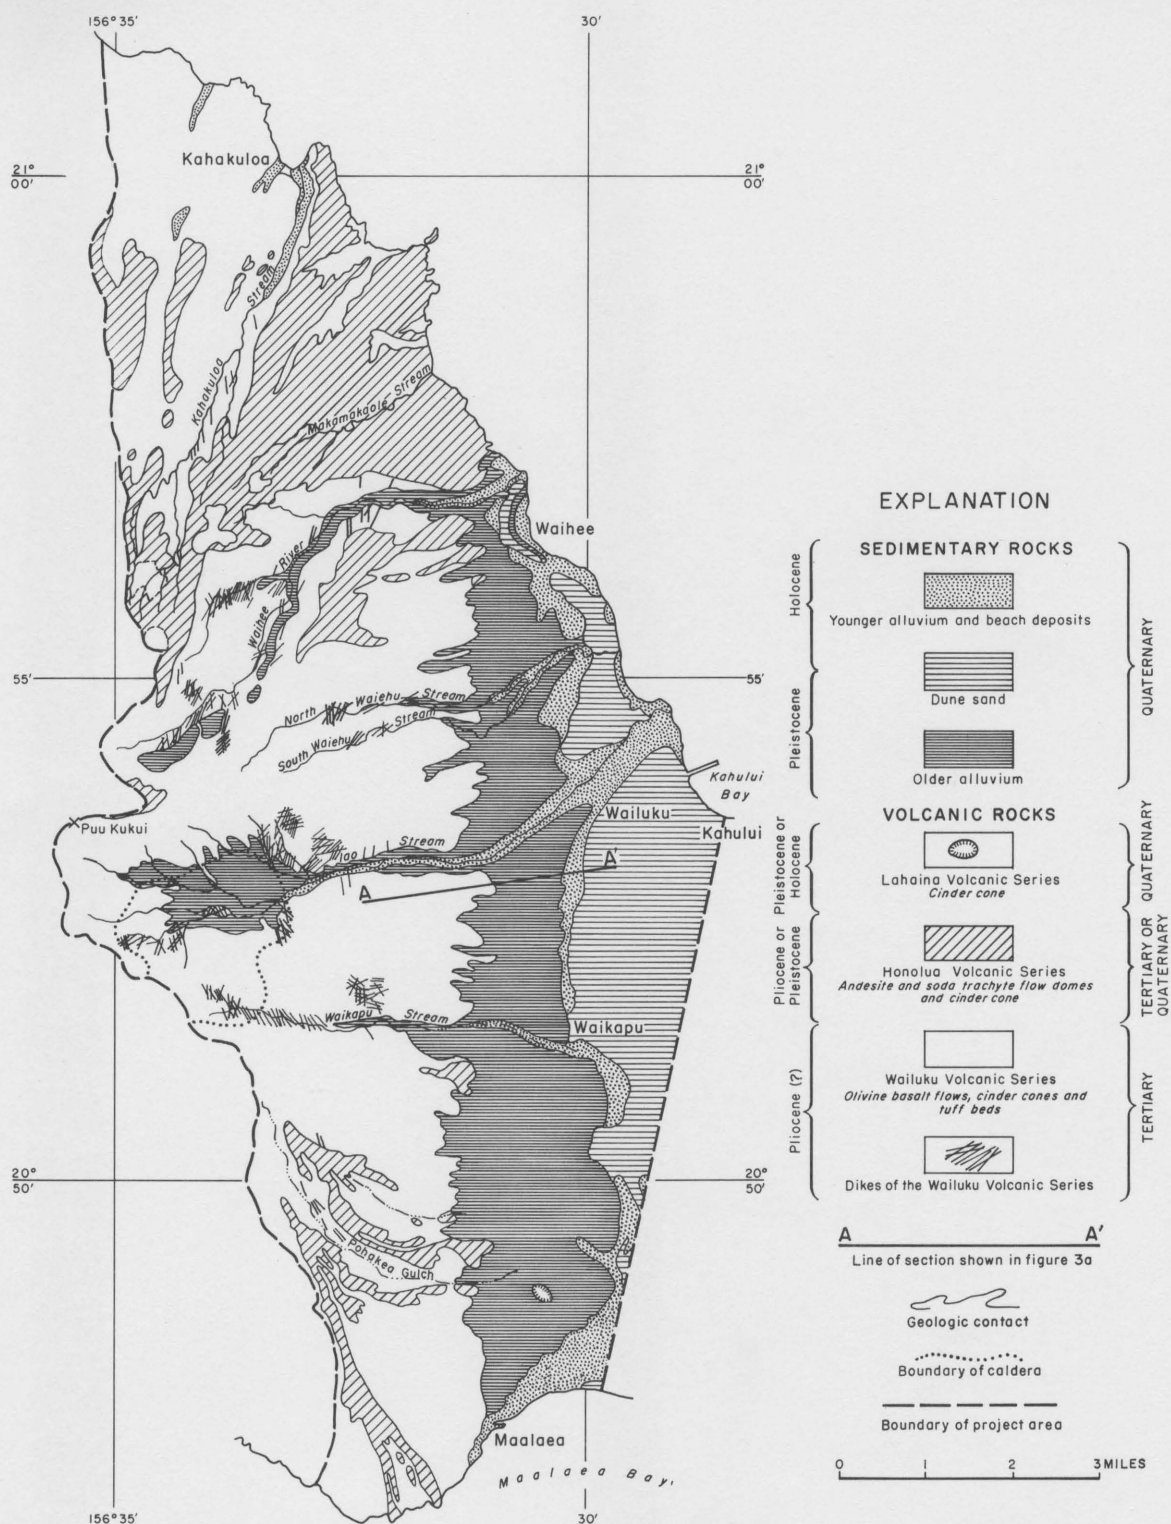 156° 35'
30'
Kahakuloa
21°
00'
21°
00'
Kahakuloa Stream
Makamakaole Stream
EXPLANATION
SEDIMENTARY ROCKS
Waihee
Younger alluvium and beach deposits
Dune sand
Older alluvium
Holocene
Pleistocene
QUATERNARY
Waihee River
55'
55'
North Waiehu Stream
South Waiehu Stream
Kahului
Bay
Puu Kukui
Wailuku
Kahului
Iao Stream
A
A'
VOLCANIC ROCKS
Lahaina Volcanic Series
Cinder cone
Honolua Volcanic Series
Andesite and soda trachyte flow domes
and cinder cone
Wailuku Volcanic Series
Olivine basalt flows, cinder cones and
tuff beds
Dikes of the Wailuku Volcanic Series
Pleistocene or
Holocene
Pliocene or
Pleistocene
Pliocene (?)
QUATERNARY
TERTIARY OR
QUATERNARY
TERTIARY
Waikapu Stream
Waikapu
20°
50'
20°
50'
Pohakea Gulch
A
A'
Line of section shown in figure 3a
Geologic contact
Boundary of caldera
Boundary of project area
0
1
2
3 MILES
Maalaea
Maalaea Bay,
156° 35'
30'